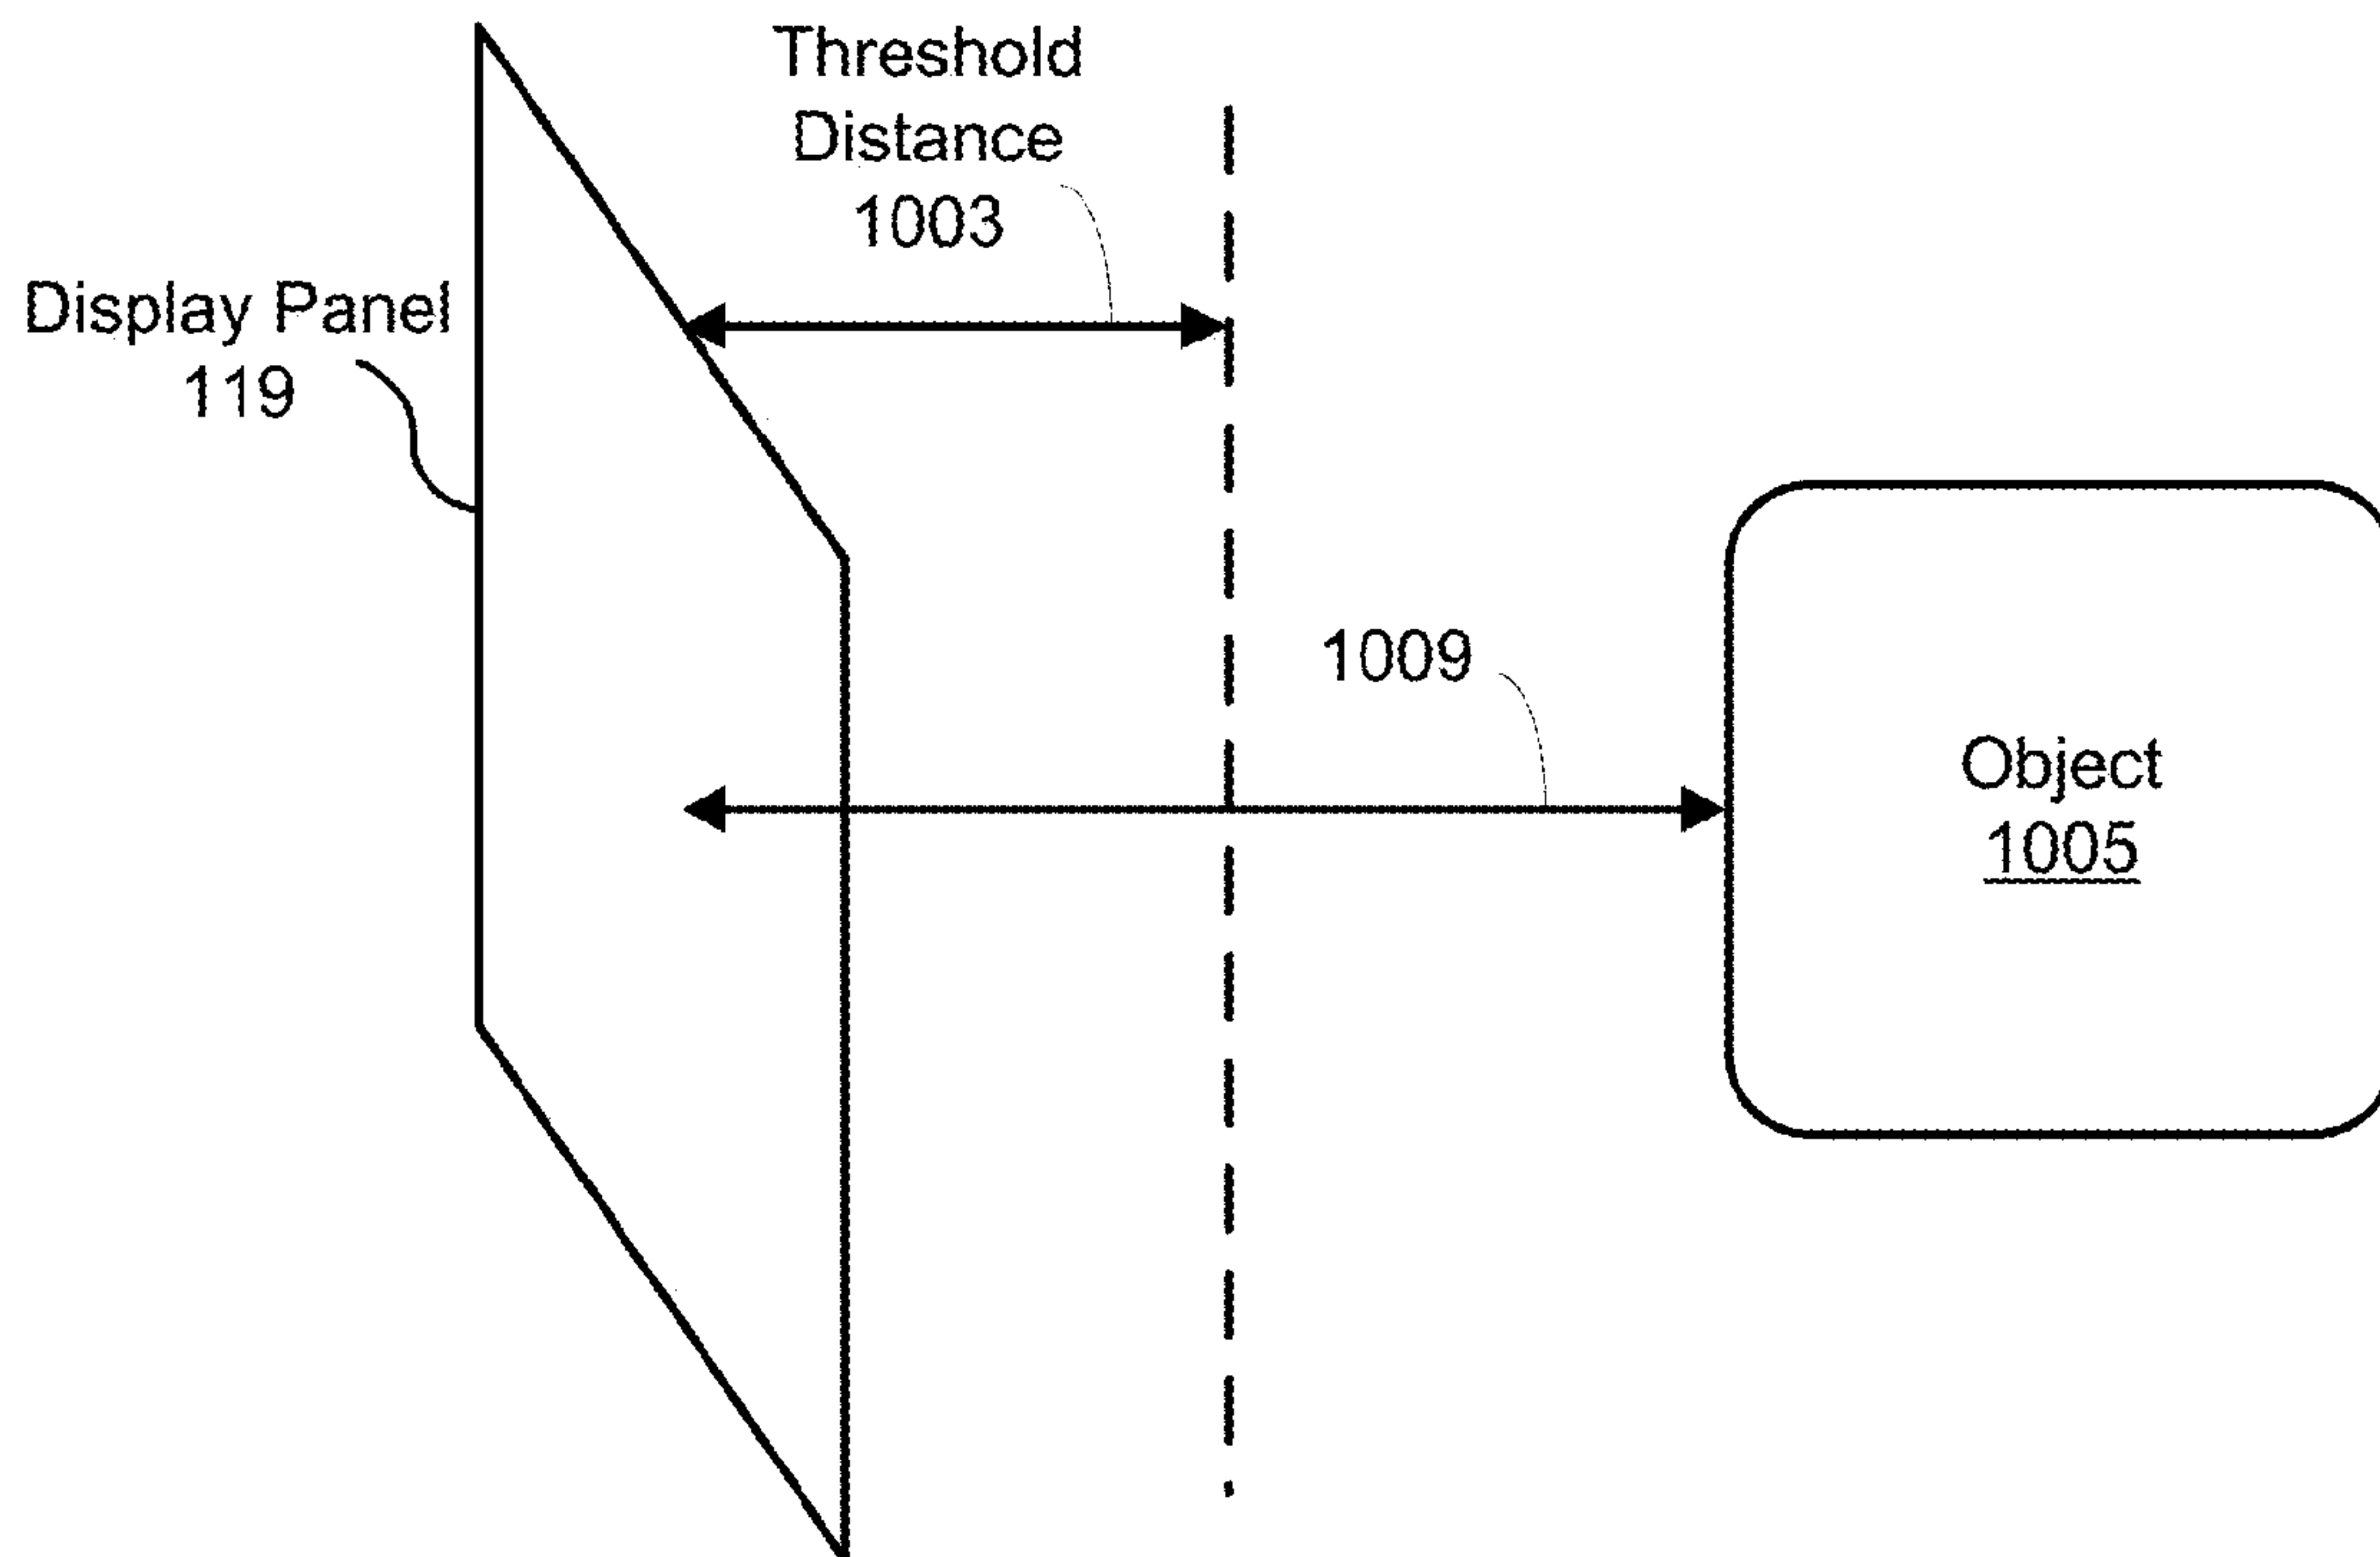 Threshold
Distance
1003
Display Panel
119
1009
Object
1005